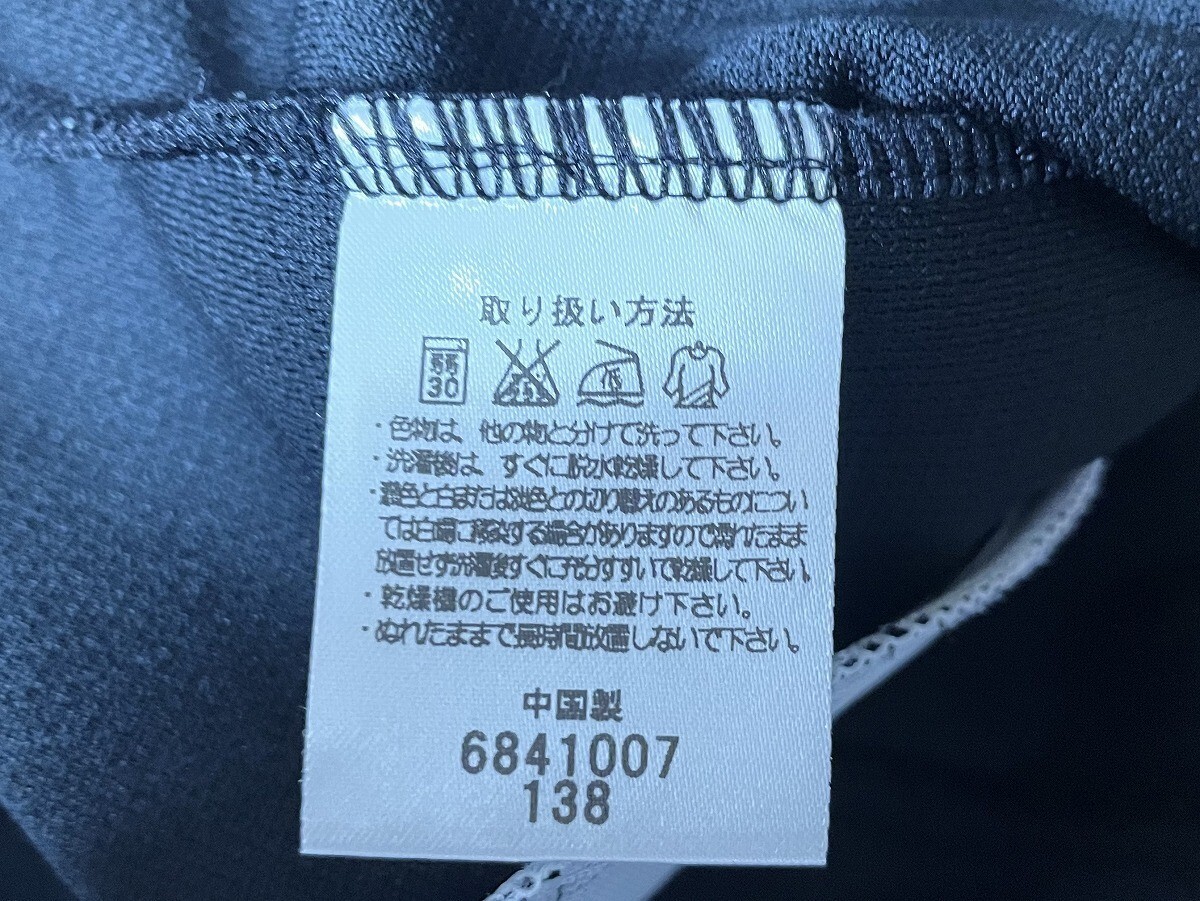 取り扱い方法
弱
30
・色物は、他の物と分けて洗って下さい。
・洗濯後は、すぐに脱水乾燥して下さい。
・濃色と白または淡色との切り替えのあるものについ
ては白場に移染する場合がありますので濡れたまま
放置せず洗濯後すぐに充分すすいで乾燥して下さい。
・乾燥機のご使用はお避け下さい。
・ぬれたままで長時間放置しないで下さい。
中国製
6841007
138